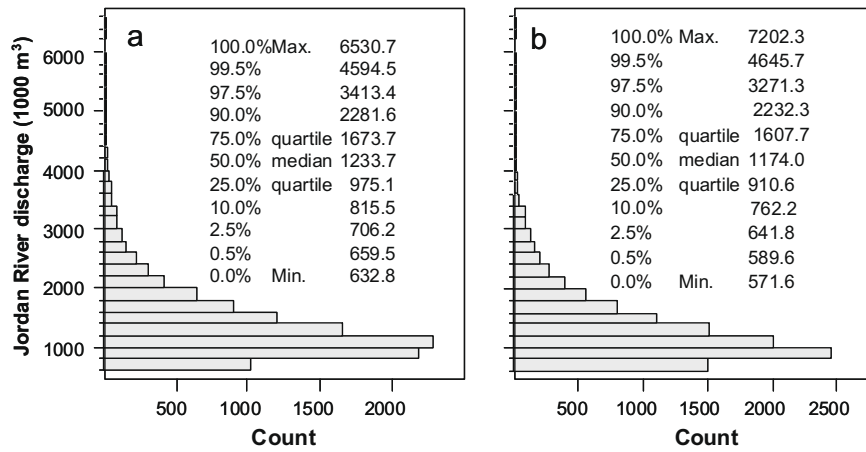 Jordan River discharge (1000 m³)
6000
6000
4000
3000
2000
1000
a
100.0% Max. 6530.7
99.5% 4594.5
97.5% 3413.4
90.0% 2281.6
75.0% quartile 1673.7
50.0% median 1233.7
25.0% quartile 975.1
10.0% 815.5
2.5% 706.2
0.5% 659.5
0.0% Min. 632.8
500 1000 1500 2000
Count
b
100.0% Max. 7202.3
99.5% 4645.7
97.5% 3271.3
90.0% 2232.3
75.0% quartile 1607.7
50.0% median 1174.0
25.0% quartile 910.6
10.0% 762.2
2.5% 641.8
0.5% 589.6
0.0% Min. 571.6
500 1000 1500 2000 2500
Count